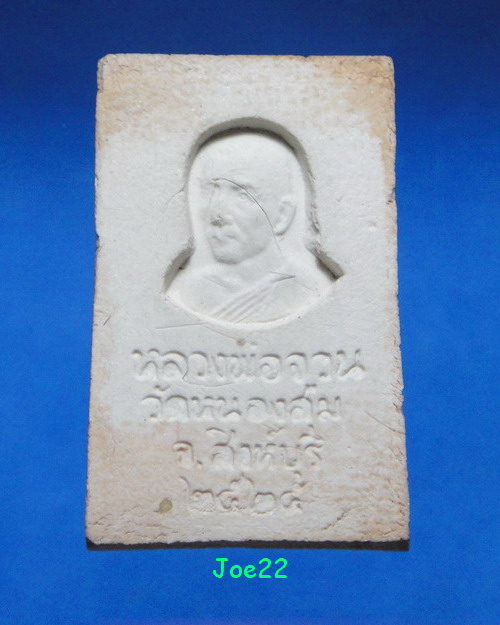 หลวงพ่อจวน
วัดหนองสุ่ม
จ.สิงห์บุรี
๒๕๒๕
Joe22